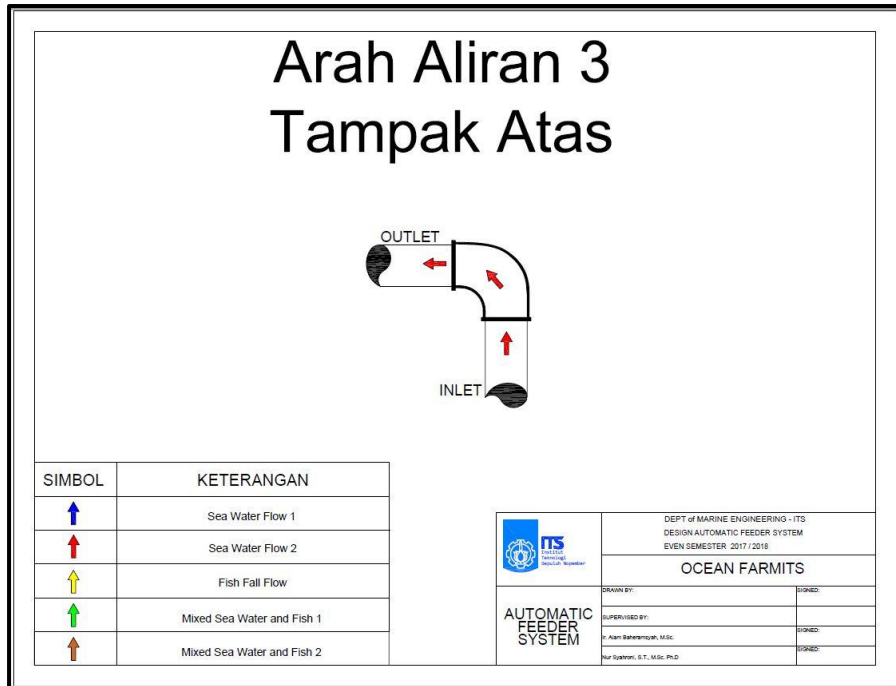 Arah Aliran 3
Tampak Atas
OUTLET
INLET
SIMBOL KETERANGAN
Sea Water Flow 1
Sea Water Flow 2
Fish Fall Flow
Mixed Sea Water and Fish 1
Mixed Sea Water and Fish 2
ITS
Institut
Teknologi
Sepuluh Nopember
AUTOMATIC
FEEDER
SYSTEM
DEPT of MARINE ENGINEERING - ITS
DESIGN AUTOMATIC FEEDER SYSTEM
EVEN SEMESTER 2017 / 2018
OCEAN FARMITS
DRAWN BY: SIGNED:
SUPERVISED BY:
Ir. Alam Baheramsyah, M.Sc. SIGNED:
Nur Syahroni, S.T., M.Sc. Ph.D SIGNED: